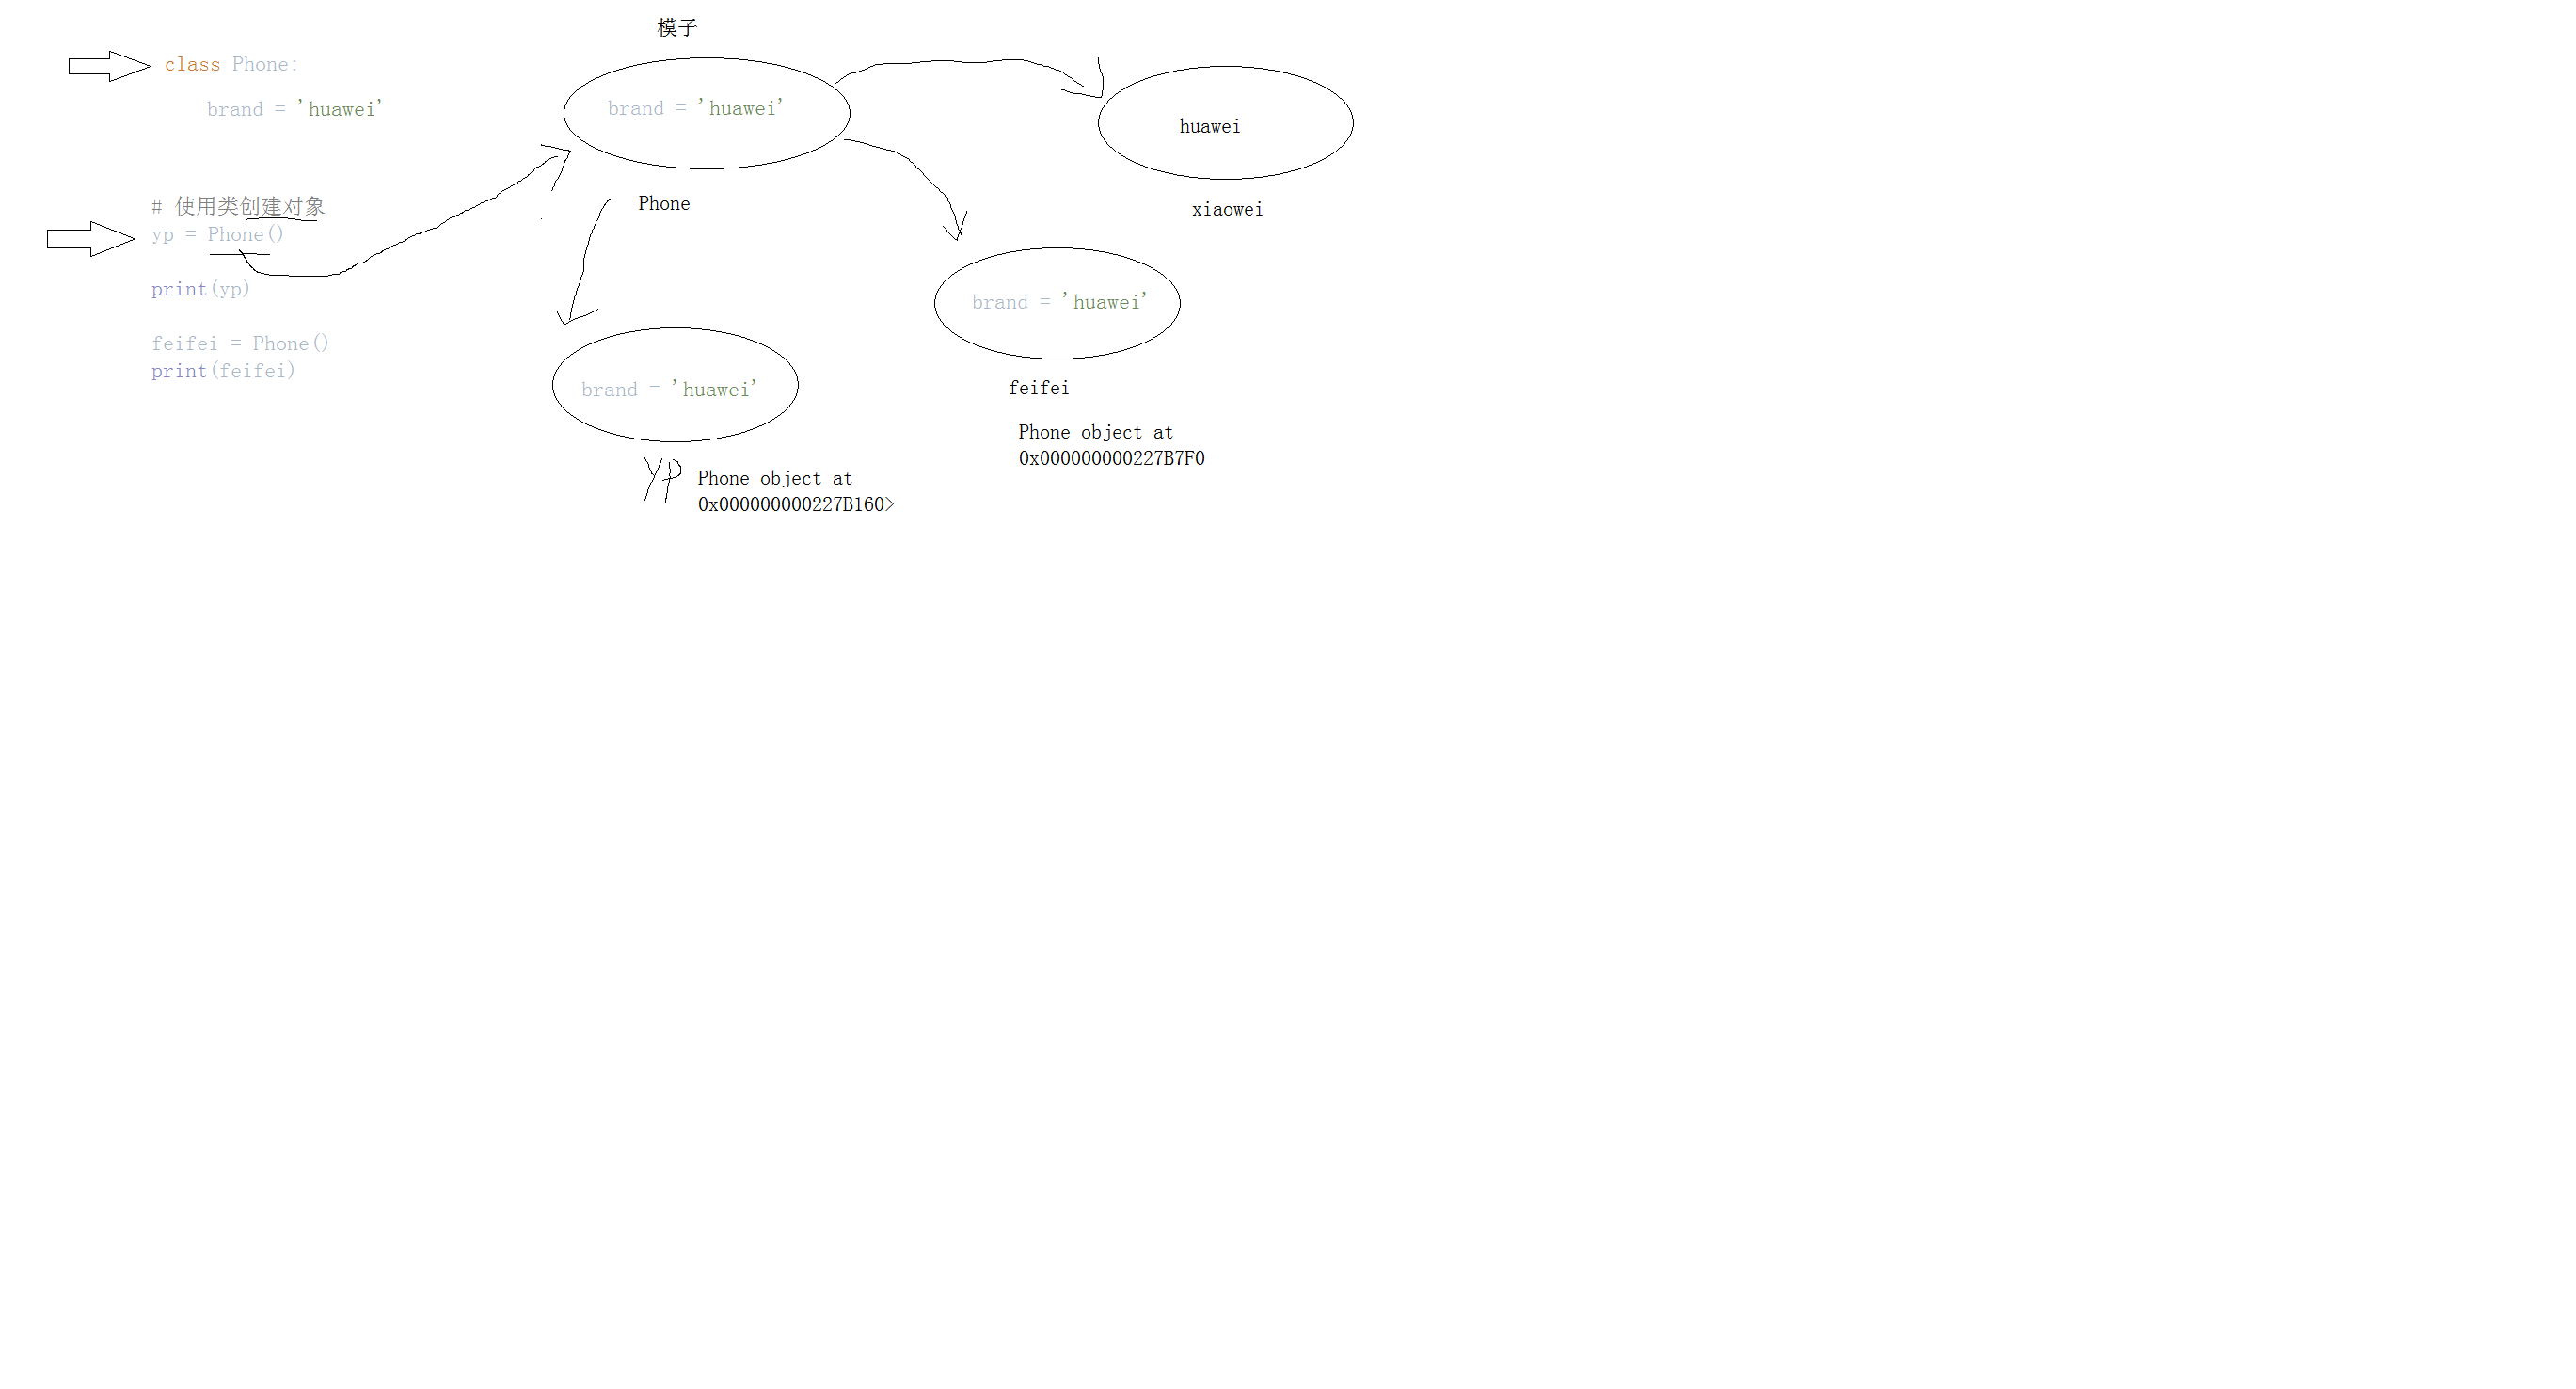 class Phone:
brand = 'huawei'
# 使用类创建对象
yp = Phone()
print(yp)
feifei = Phone()
print(feifei)
模子
brand = 'huawei'
Phone
huawei
xiaowei
brand = 'huawei'
feifei
Phone object at
0x000000000227B7F0
brand = 'huawei'
YP
Phone object at
0x000000000227B160>